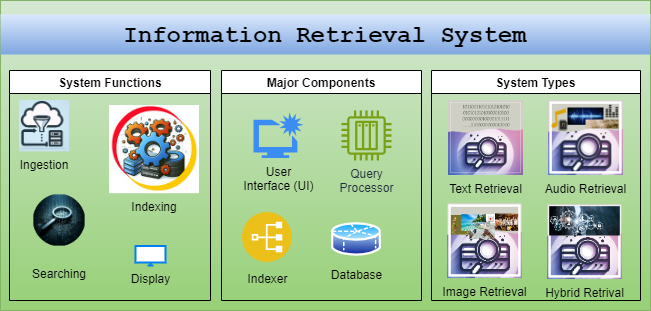 Information Retrieval System
System Functions
Ingestion
Indexing
Searching
Display
Major Components
User
Interface (UI)
Query
Processor
Indexer
Database
System Types
Text Retrieval
Audio Retrieval
Image Retrieval
Hybrid Retrival